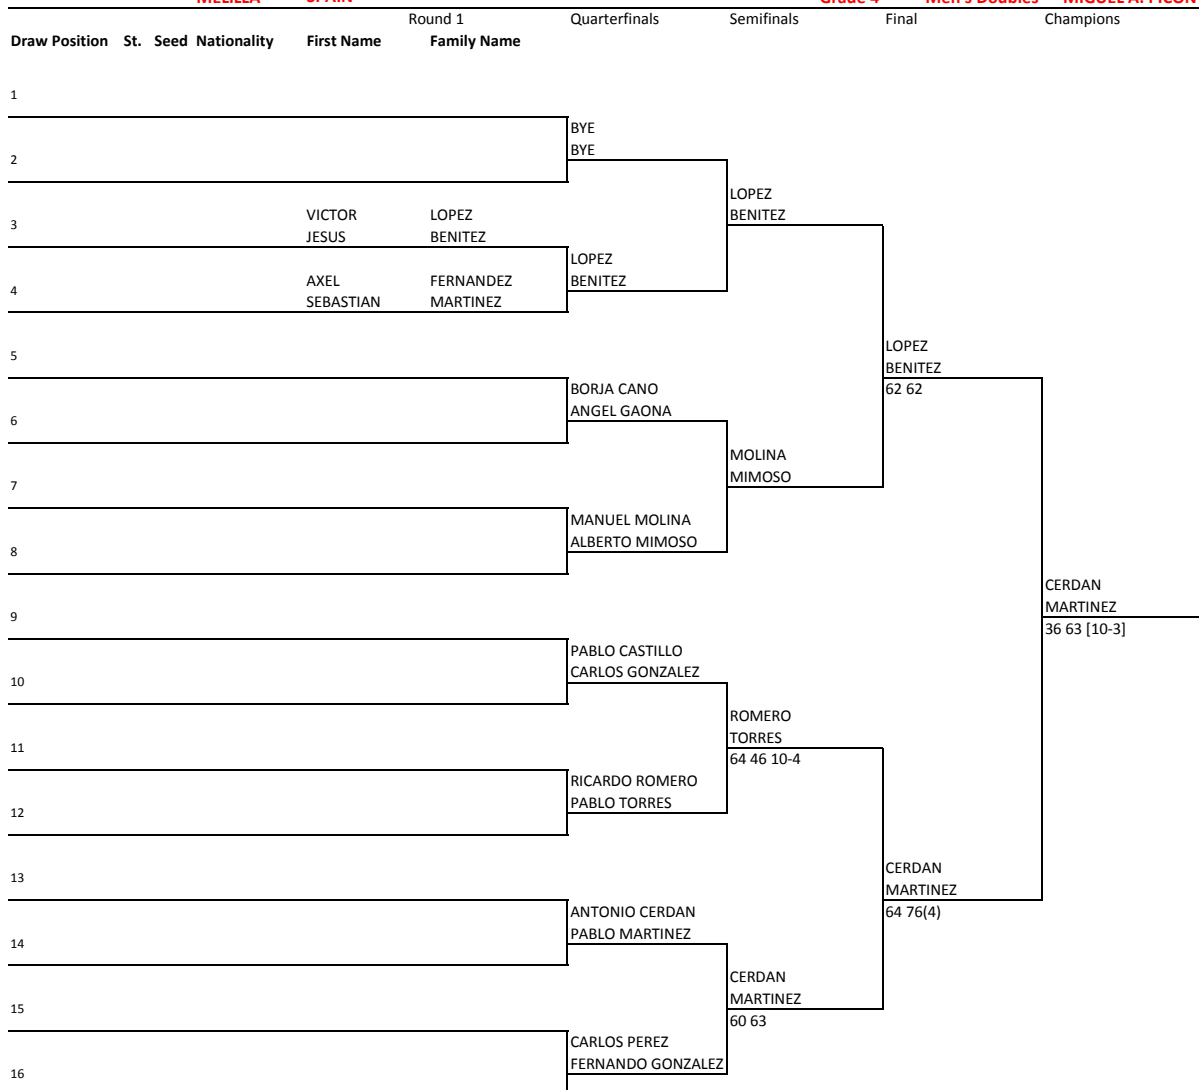 MELILLA SPAIN Grade 4 Men's Doubles
Round 1 Quarterfinals Semifinals Final Champions
Draw Position St. Seed Nationality First Name Family Name
1
BYE
BYE
2
LOPEZ
BENITEZ
3
VICTOR LOPEZ
JESUS BENITEZ
LOPEZ
BENITEZ
4
AXEL FERNANDEZ
SEBASTIAN MARTINEZ
LOPEZ
BENITEZ
62 62
5
BORJA CANO
ANGEL GAONA
6
MOLINA
MIMOSO
7
MANUEL MOLINA
ALBERTO MIMOSO
8
CERDAN
MARTINEZ
36 63 [10-3]
9
PABLO CASTILLO
CARLOS GONZALEZ
10
ROMERO
TORRES
64 46 10-4
11
RICARDO ROMERO
PABLO TORRES
12
CERDAN
MARTINEZ
64 76(4)
13
ANTONIO CERDAN
PABLO MARTINEZ
14
CERDAN
MARTINEZ
60 63
15
CARLOS PEREZ
FERNANDO GONZALEZ
16